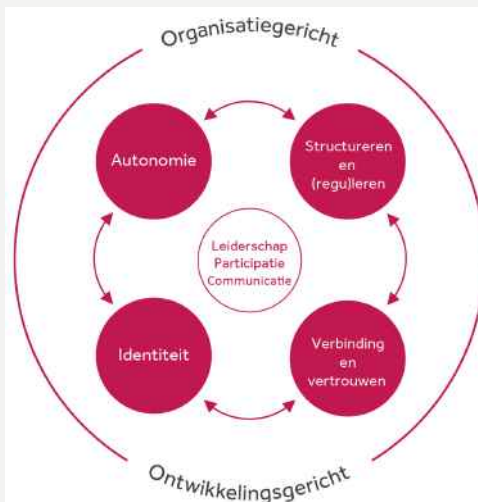 Organisatiegericht
Autonomie
Structureren
en
(regu)leren
Leiderschap
Participatie
Communicatie
Identiteit
Verbinding
en
vertrouwen
Ontwikkelingsgericht